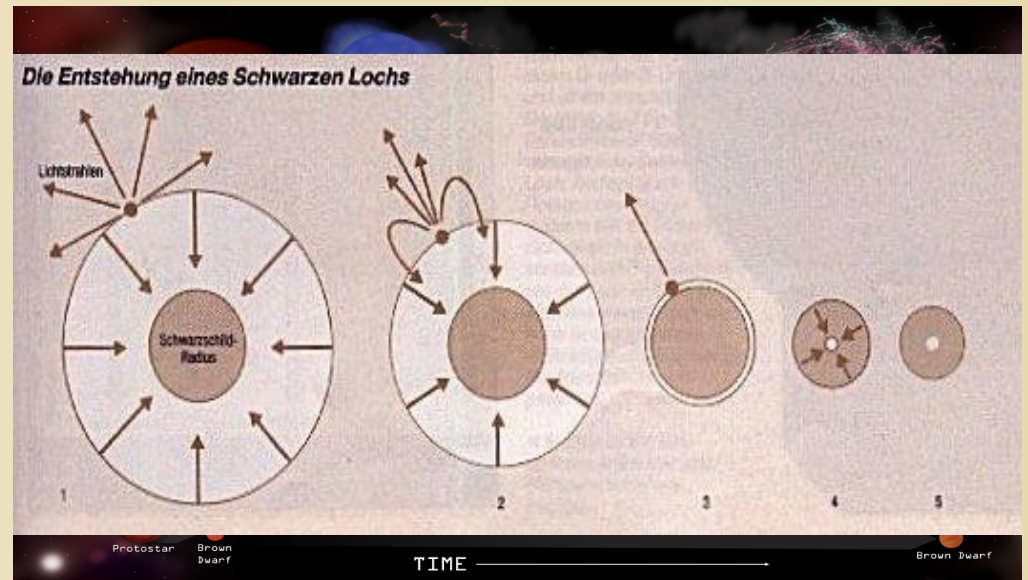 Die Entstehung eines Schwarzen Lochs
Lichtstrahlen
Schwarzschild-
Radius
1
2
3
4
5
Protostar
Brown
Dwarf
TIME
Brown Dwarf